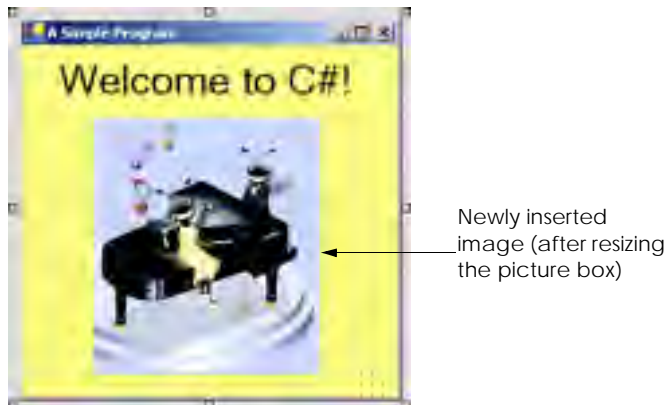 A Simple Program
Welcome to C#!
Newly inserted
image (after resizing
the picture box)